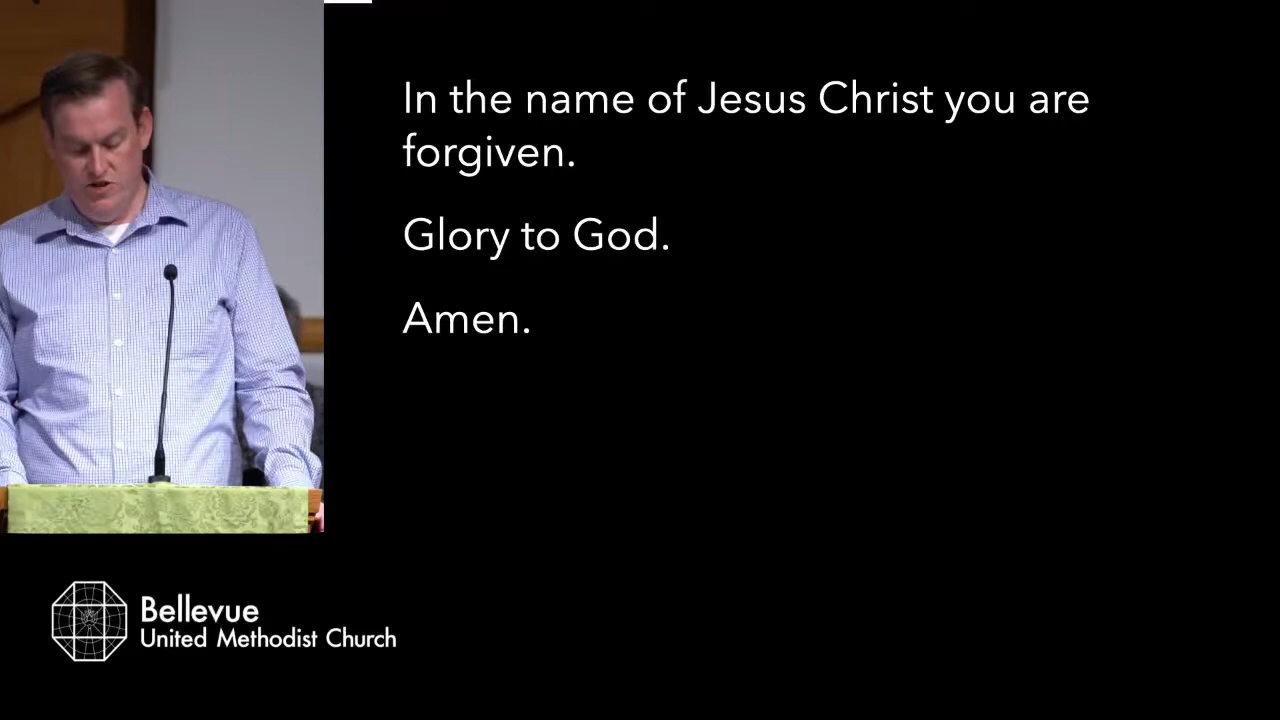 In the name of Jesus Christ you are
forgiven.
Glory to God.
Amen.
Bellevue
United Methodist Church